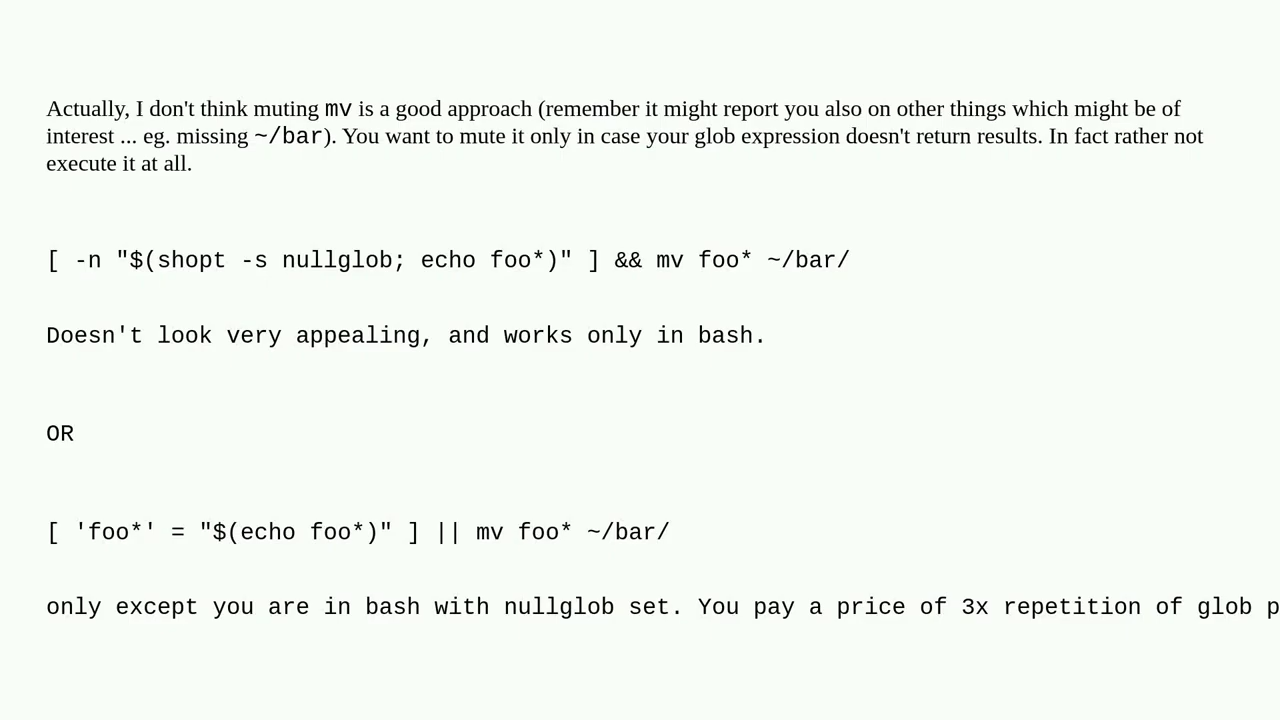 Actually, I don't think muting mv is a good approach (remember it might report you also on other things which might be of
interest ... eg. missing ~/bar). You want to mute it only in case your glob expression doesn't return results. In fact rather not
execute it at all.
[ -n "$(shopt -s nullglob; echo foo*)" ] && mv foo* ~/bar/
Doesn't look very appealing, and works only in bash.
OR
[ 'foo*' = "$(echo foo*)" ] || mv foo* ~/bar/
only except you are in bash with nullglob set. You pay a price of 3x repetition of glob